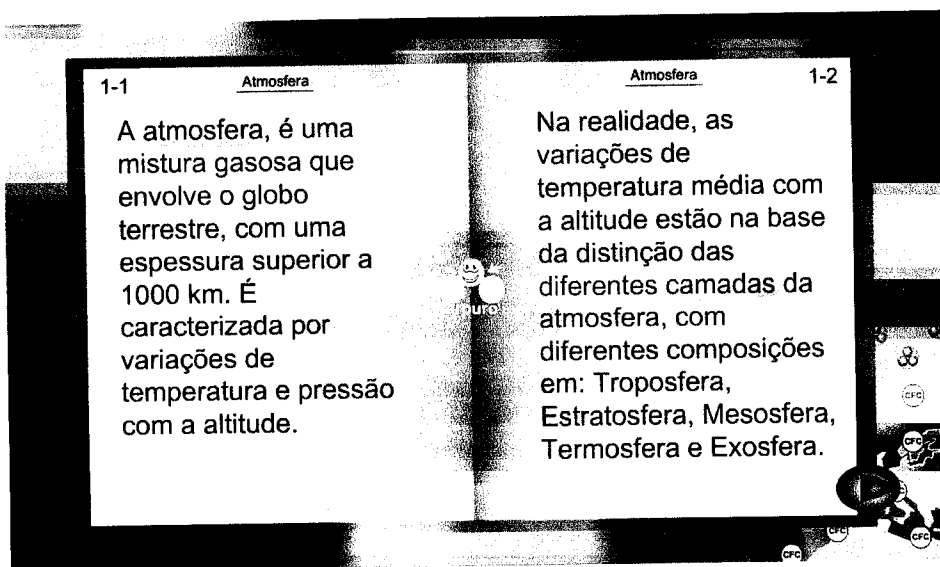 1-1
Atmosfera
A atmosfera, é uma
mistura gasosa que
envolve o globo
terrestre, com uma
espessura superior a
1000 km. É
caracterizada por
variações de
temperatura e pressão
com a altitude.
Atmosfera
1-2
Na realidade, as
variações de
temperatura média com
a altitude estão na base
da distinção das
diferentes camadas da
atmosfera, com
diferentes composições
em: Troposfera,
Estratosfera, Mesosfera,
Termosfera e Exosfera.
CFC
CFC
CFC
CFC
CFC